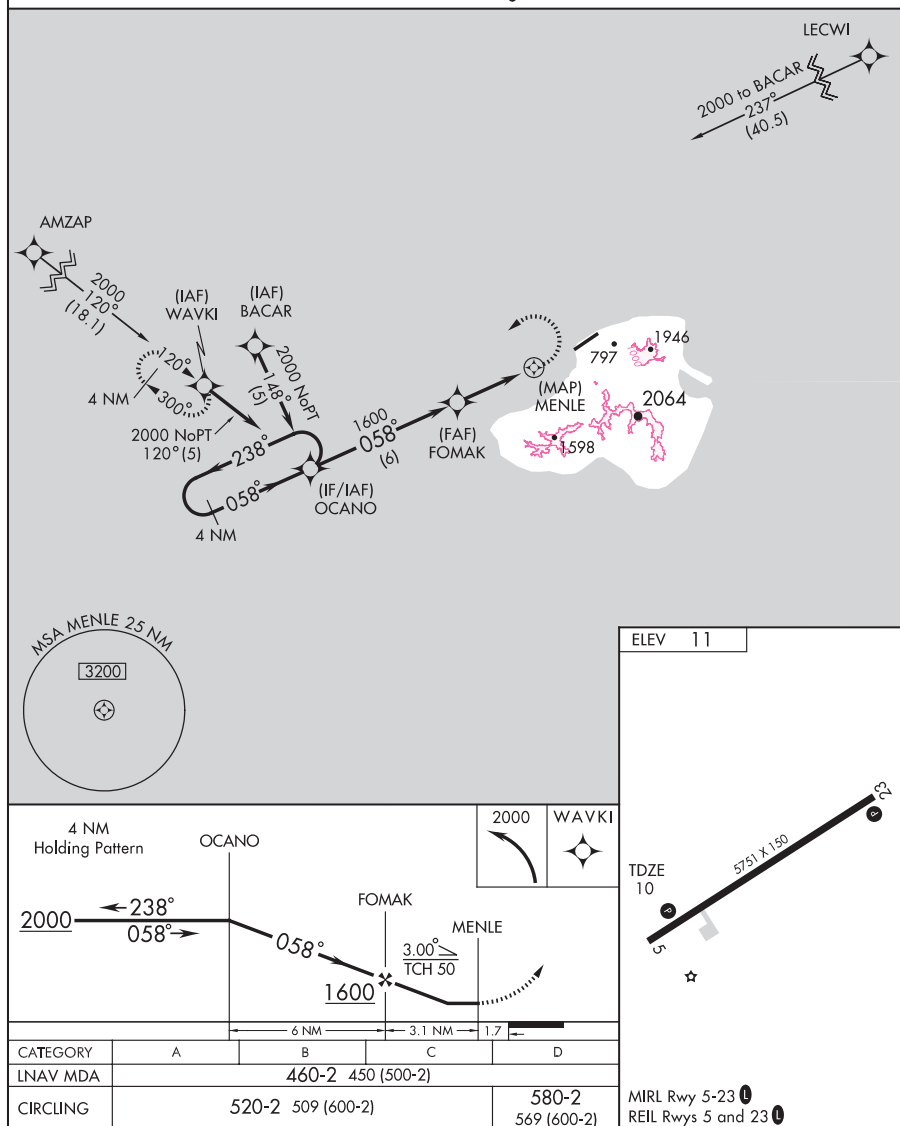 LECWI
2000 to BACAR
237°
(40.5)
AMZAP
2000
120°
(18.1)
(IAF)
WAVKI
(IAF)
BACAR
2000 NoPT
148°
(5)
120°
300°
4 NM
2000 NoPT
120° (5)
238°
058°
4 NM
(IF/IAF)
OCANO
1600
058°
(6)
(FAF)
FOMAK
(MAP)
MENLE
797
1946
2064
1598
MSA MENLE 25 NM
3200
ELEV 11
TDZE
10
5751 X 150
P
P
5
23
MIRL Rwy 5-23 L
REIL Rwys 5 and 23 L
4 NM
Holding Pattern
OCANO
2000
WAVKI
2000
238°
058°
058°
FOMAK
1600
3.00°
TCH 50
MENLE
6 NM
3.1 NM
1.7
CATEGORY A B C D
LNAV MDA 460-2 450 (500-2)
CIRCLING 520-2 509 (600-2) 580-2
569 (600-2)